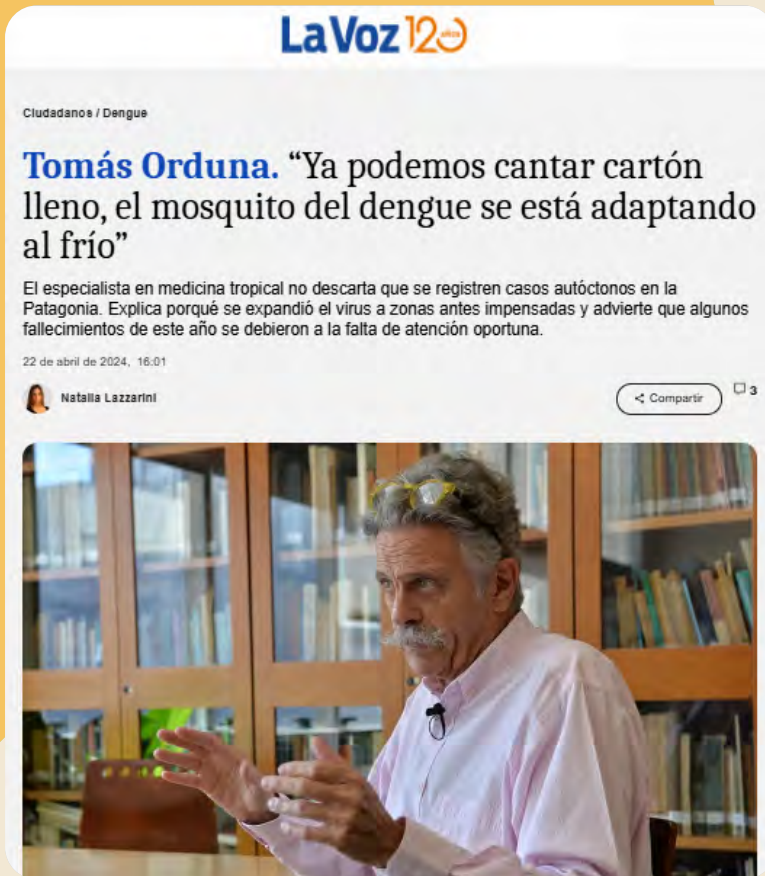 La Voz 120 años
Ciudadanos / Dengue
Tomás Orduna. “Ya podemos cantar cartón
lleno, el mosquito del dengue se está adaptando
al frío”
El especialista en medicina tropical no descarta que se registren casos autóctonos en la
Patagonia. Explica porqué se expandió el virus a zonas antes impensadas y advierte que algunos
fallecimientos de este año se debieron a la falta de atención oportuna.
22 de abril de 2024, 16:01
Natalia Lazzarini
Compartir
3